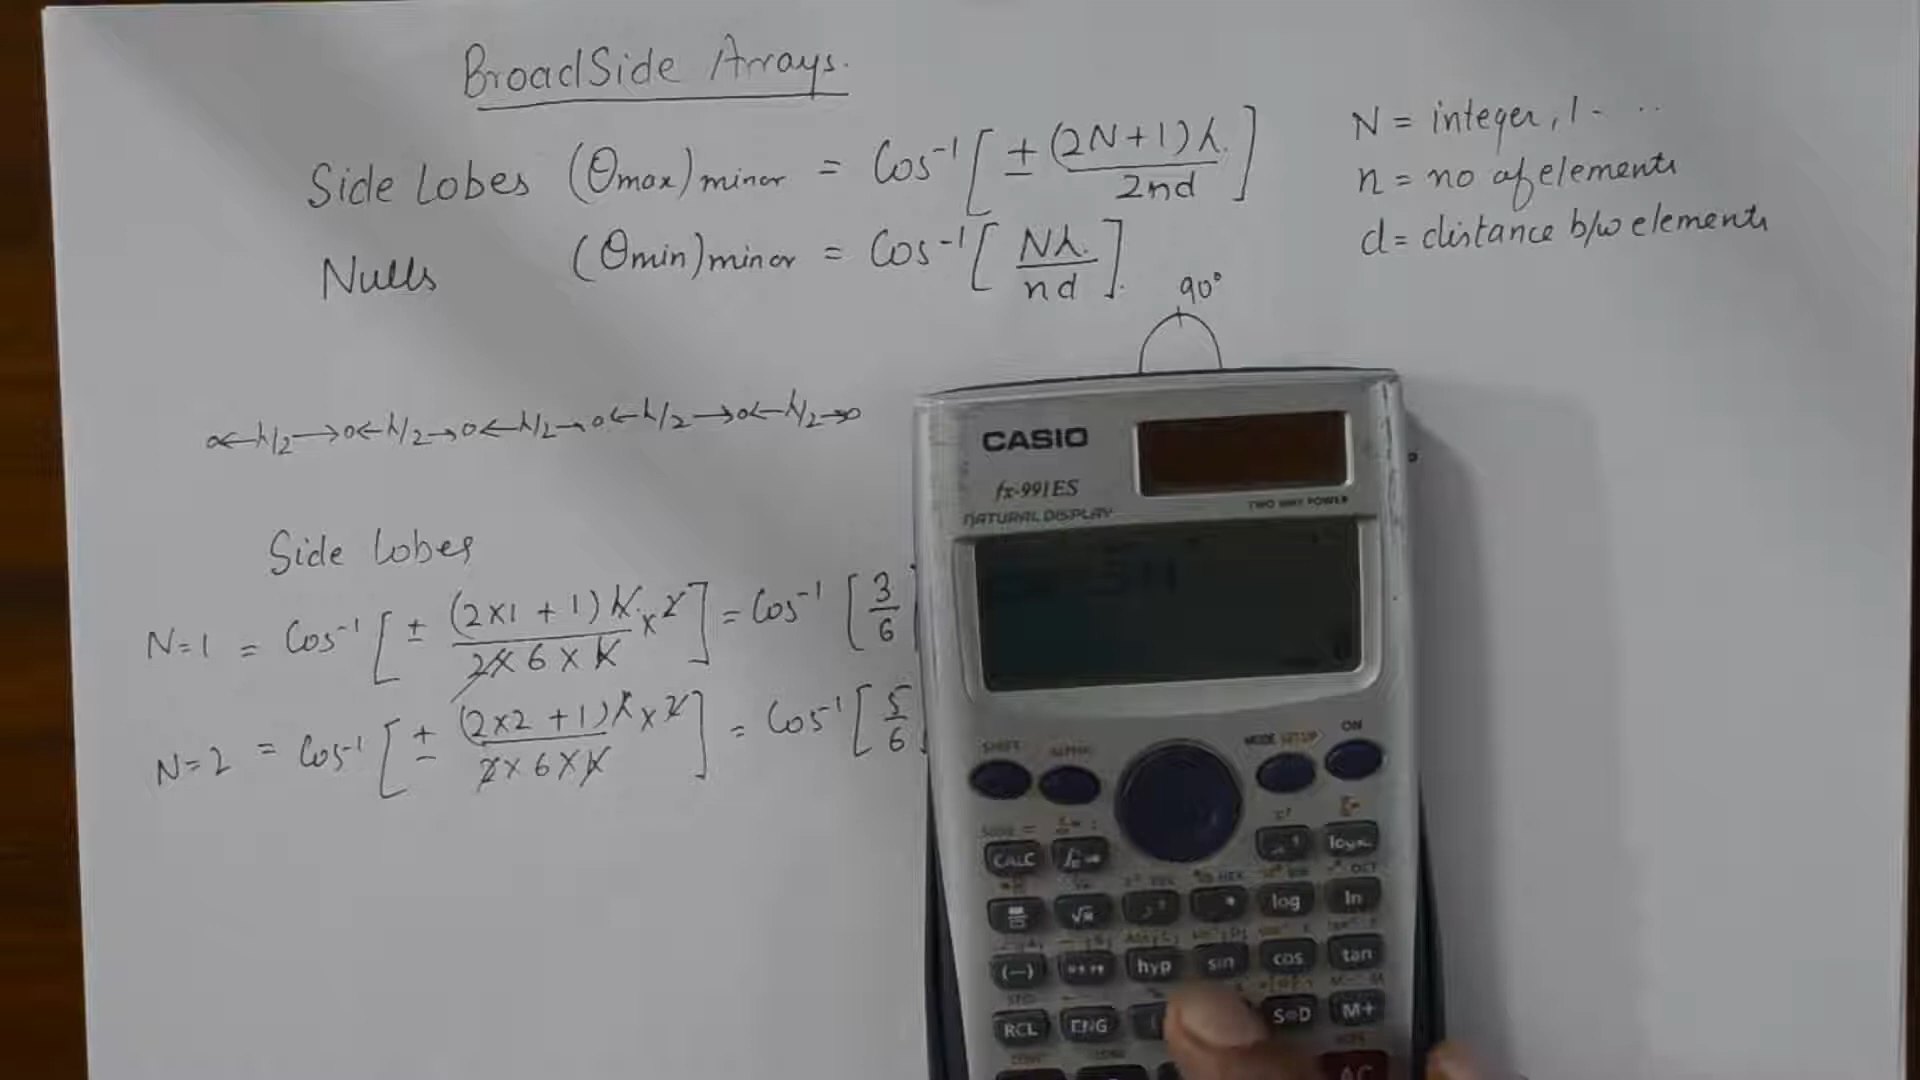 BroadSide Arrays.
Side Lobes (θmax)minor = Cos⁻¹ [ ± (2N+1)λ / 2nd ]
Nulls (θmin)minor = Cos⁻¹ [ Nλ / nd ].
N = integer, 1 - ..
n = no of elements
d = distance b/w elements
90°
o←λ/2→o←λ/2→o←λ/2→o←λ/2→o←λ/2→o
Side Lobes
N=1 = Cos⁻¹ [ ± (2×1 + 1)λ × 2 / 2×6×λ ] = Cos⁻¹ [ 3/6
N=2 = Cos⁻¹ [ ± (2×2 + 1)λ × 2 / 2×6×λ ] = Cos⁻¹ [ 5/6 ]
CASIO
fx-991ES
NATURAL DISPLAY
TWO WAY POWER
SHIFT ALPHA MODE SETUP ON
CALC
log ln
(−) hyp sin cos tan
RCL ENG S⇔D M+
AC